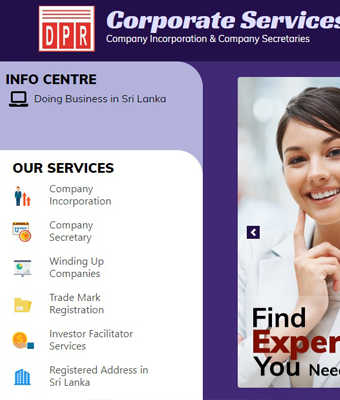 DPR
Corporate Services
Company Incorporation & Company Secretaries
INFO CENTRE
Doing Business in Sri Lanka
OUR SERVICES
Company
Incorporation
Company
Secretary
12
Winding Up
Companies
Trade Mark
Registration
Investor Facilitator
Services
Registered Address in
Sri Lanka
Find
Exper
You Need